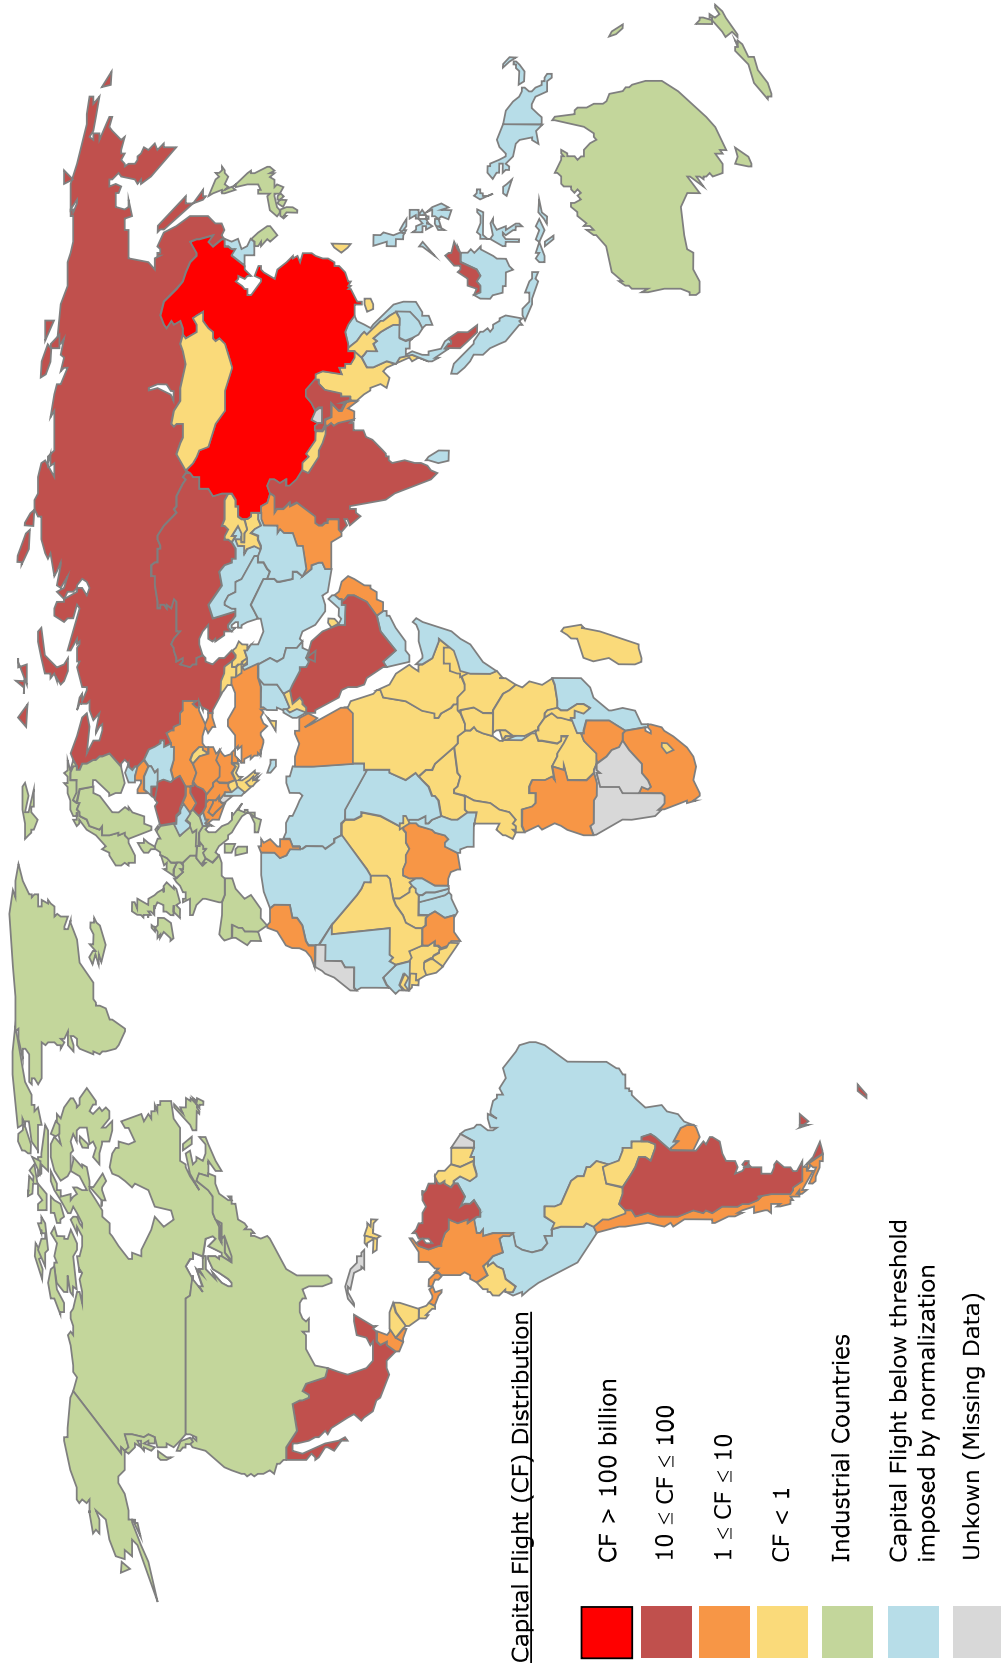 Capital Flight (CF) Distribution
CF > 100 billion
10 ≤ CF ≤ 100
1 ≤ CF ≤ 10
CF < 1
Industrial Countries
Capital Flight below threshold
imposed by normalization
Unkown (Missing Data)